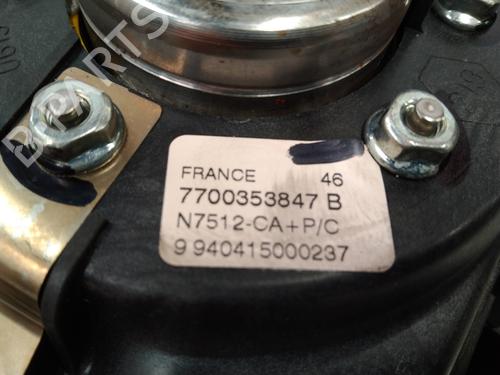 B-PARTS
FRANCE 46
7700353847 B
N7512-CA+P/C
9 940415000237